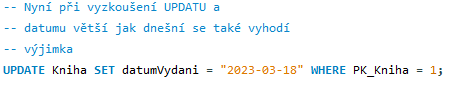 -- Nyní při vyzkoušení UPDATU a
-- datumu větší jak dnešní se také vyhodí
-- výjimka
UPDATE Kniha SET datumVydani = "2023-03-18" WHERE PK_Kniha = 1;